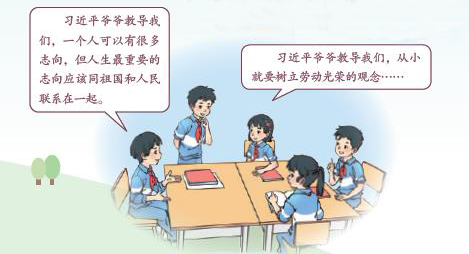 习近平爷爷教导我
们，一个人可以有很多
志向，但人生最重要的
志向应该同祖国和人民
联系在一起。
习近平爷爷教导我们，从小
就要树立劳动光荣的观念……